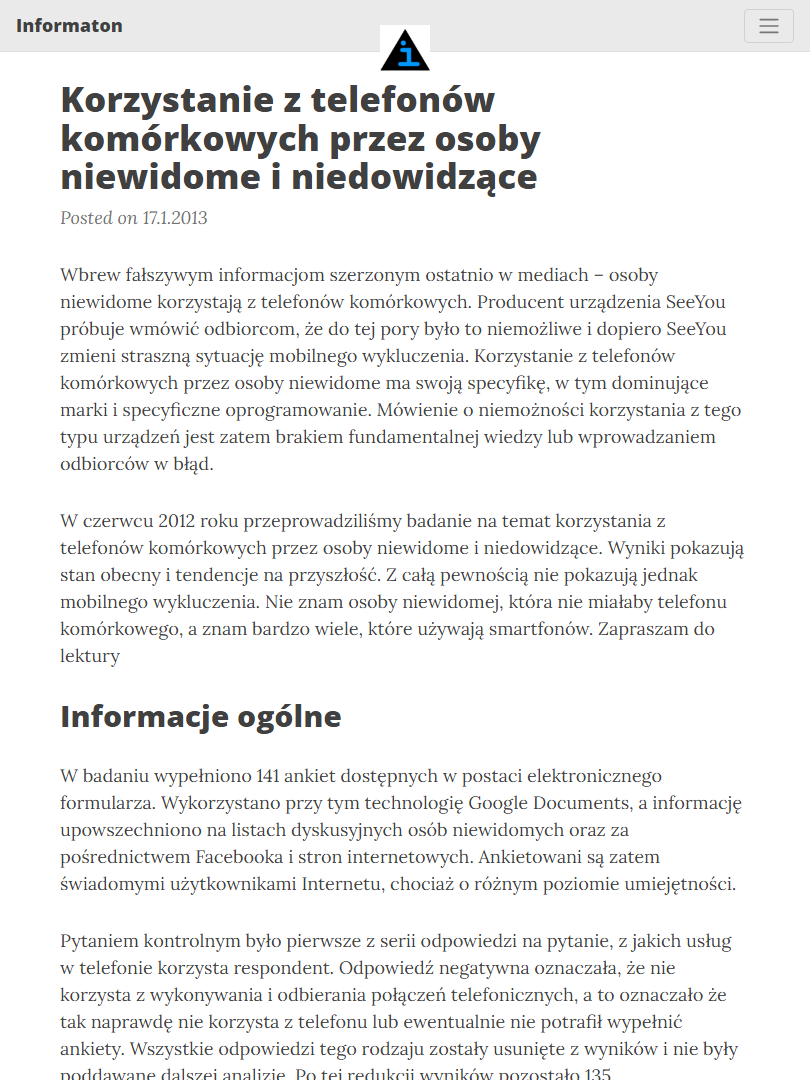 Informaton
Korzystanie z telefonów
komórkowych przez osoby
niewidome i niedowidzące
Posted on 17.1.2013
Wbrew fałszywym informacjom szerzonym ostatnio w mediach – osoby
niewidome korzystają z telefonów komórkowych. Producent urządzenia SeeYou
próbuje wmówić odbiorcom, że do tej pory było to niemożliwe i dopiero SeeYou
zmieni straszną sytuację mobilnego wykluczenia. Korzystanie z telefonów
komórkowych przez osoby niewidome ma swoją specyfikę, w tym dominujące
marki i specyficzne oprogramowanie. Mówienie o niemożności korzystania z tego
typu urządzeń jest zatem brakiem fundamentalnej wiedzy lub wprowadzaniem
odbiorców w błąd.
W czerwcu 2012 roku przeprowadziliśmy badanie na temat korzystania z
telefonów komórkowych przez osoby niewidome i niedowidzące. Wyniki pokazują
stan obecny i tendencje na przyszłość. Z całą pewnością nie pokazują jednak
mobilnego wykluczenia. Nie znam osoby niewidomej, która nie miałaby telefonu
komórkowego, a znam bardzo wiele, które używają smartfonów. Zapraszam do
lektury
Informacje ogólne
W badaniu wypełniono 141 ankiet dostępnych w postaci elektronicznego
formularza. Wykorzystano przy tym technologię Google Documents, a informację
upowszechniono na listach dyskusyjnych osób niewidomych oraz za
pośrednictwem Facebooka i stron internetowych. Ankietowani są zatem
świadomymi użytkownikami Internetu, chociaż o różnym poziomie umiejętności.
Pytaniem kontrolnym było pierwsze z serii odpowiedzi na pytanie, z jakich usług
w telefonie korzysta respondent. Odpowiedź negatywna oznaczała, że nie
korzysta z wykonywania i odbierania połączeń telefonicznych, a to oznaczało że
tak naprawdę nie korzysta z telefonu lub ewentualnie nie potrafił wypełnić
ankiety. Wszystkie odpowiedzi tego rodzaju zostały usunięte z wyników i nie były
poddawane dalszej analizie. Po tej redukcji wyników pozostało 135